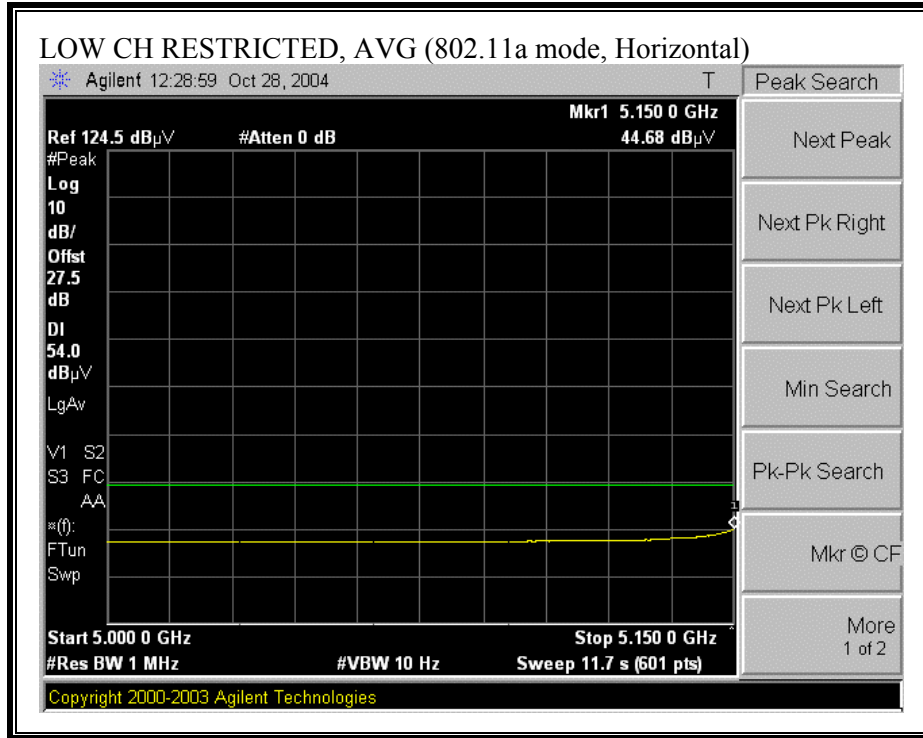 LOW CH RESTRICTED, AVG (802.11a mode, Horizontal)
Agilent 12:28:59 Oct 28, 2004 T
Peak Search
Mkr1 5.150 0 GHz
Ref 124.5 dBµV #Atten 0 dB 44.68 dBµV
#Peak
Log
10
dB/
Offst
27.5
dB
DI
54.0
dBµV
LgAv
V1 S2
S3 FC
AA
¤(f):
FTun
Swp
1
Start 5.000 0 GHz Stop 5.150 0 GHz
#Res BW 1 MHz #VBW 10 Hz Sweep 11.7 s (601 pts)
Copyright 2000-2003 Agilent Technologies
Next Peak
Next Pk Right
Next Pk Left
Min Search
Pk-Pk Search
Mkr © CF
More
1 of 2